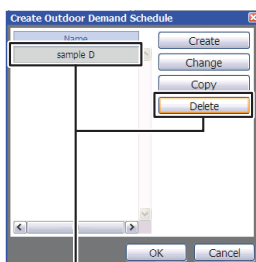 Create Outdoor Demand Schedule
Name
sample D
Create
Change
Copy
Delete
OK
Cancel